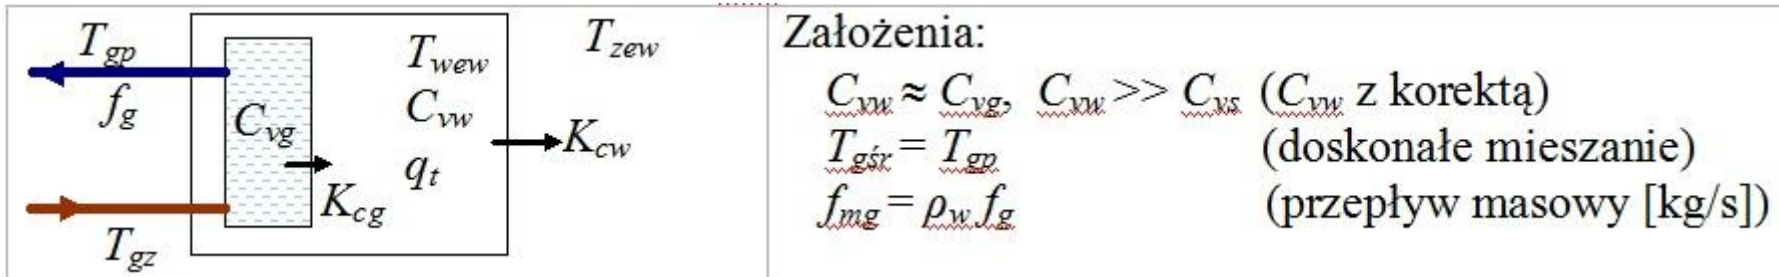 T_gp
f_g
C_vg
K_cg
T_gz
T_wew
C_vw
q_t
T_zew
K_cw
Założenia:
C_vw ≈ C_vg, C_vw >> C_vs (C_vw z korektą)
T_gśr = T_gp (doskonałe mieszanie)
f_mg = ρ_w f_g (przepływ masowy [kg/s])